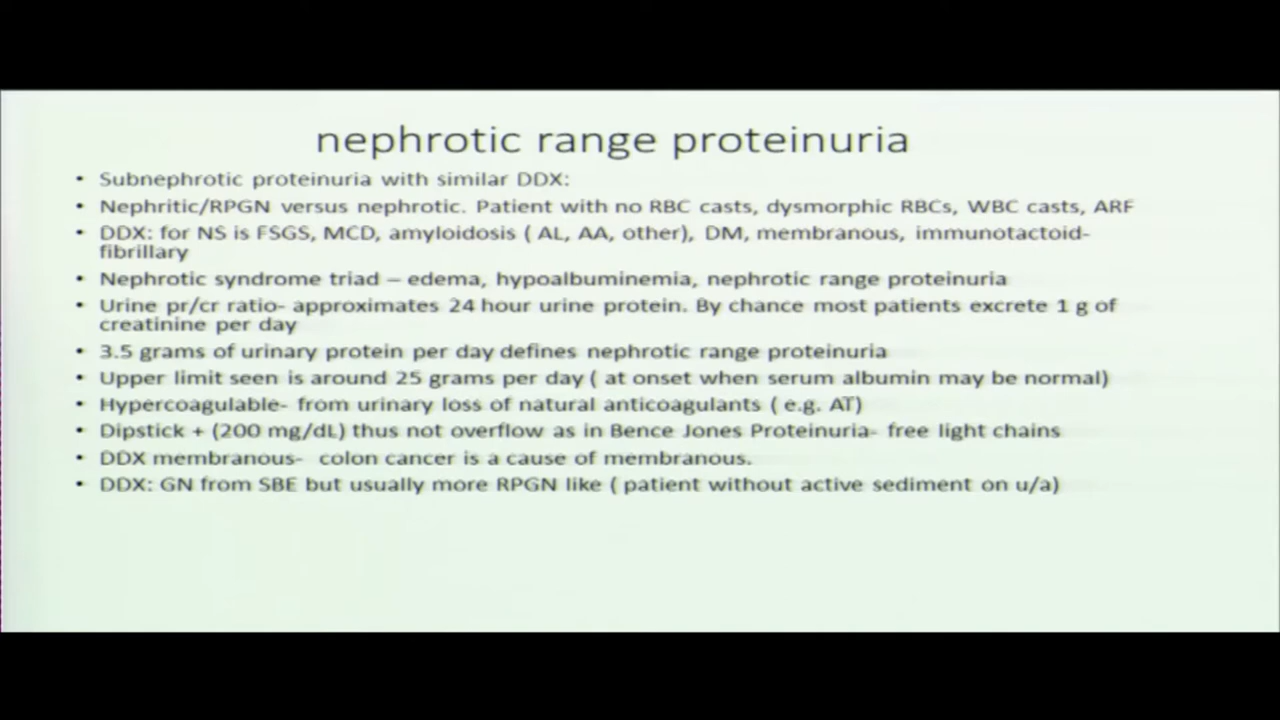 nephrotic range proteinuria
• Subnephrotic proteinuria with similar DDX:
• Nephritic/RPGN versus nephrotic. Patient with no RBC casts, dysmorphic RBCs, WBC casts, ARF
• DDX: for NS is FSGS, MCD, amyloidosis ( AL, AA, other), DM, membranous, immunotactoid-
fibrillary
• Nephrotic syndrome triad – edema, hypoalbuminemia, nephrotic range proteinuria
• Urine pr/cr ratio- approximates 24 hour urine protein. By chance most patients excrete 1 g of
creatinine per day
• 3.5 grams of urinary protein per day defines nephrotic range proteinuria
• Upper limit seen is around 25 grams per day ( at onset when serum albumin may be normal)
• Hypercoagulable- from urinary loss of natural anticoagulants ( e.g. AT)
• Dipstick + (200 mg/dL) thus not overflow as in Bence Jones Proteinuria- free light chains
• DDX membranous- colon cancer is a cause of membranous.
• DDX: GN from SBE but usually more RPGN like ( patient without active sediment on u/a)